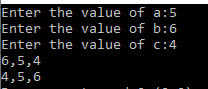 Enter the value of a:5
Enter the value of b:6
Enter the value of c:4
6,5,4
4,5,6